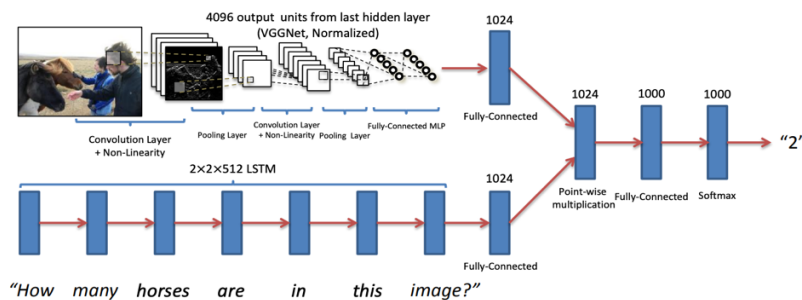 4096 output units from last hidden layer
(VGGNet, Normalized)
1024
Convolution Layer
+ Non-Linearity
Pooling Layer
Convolution Layer
+ Non-Linearity
Pooling Layer
Fully-Connected MLP
Fully-Connected
1024
1000
1000
"2'
Point-wise
multiplication
Fully-Connected
Softmax
2×2×512 LSTM
1024
Fully-Connected
"How many horses are in this image?"